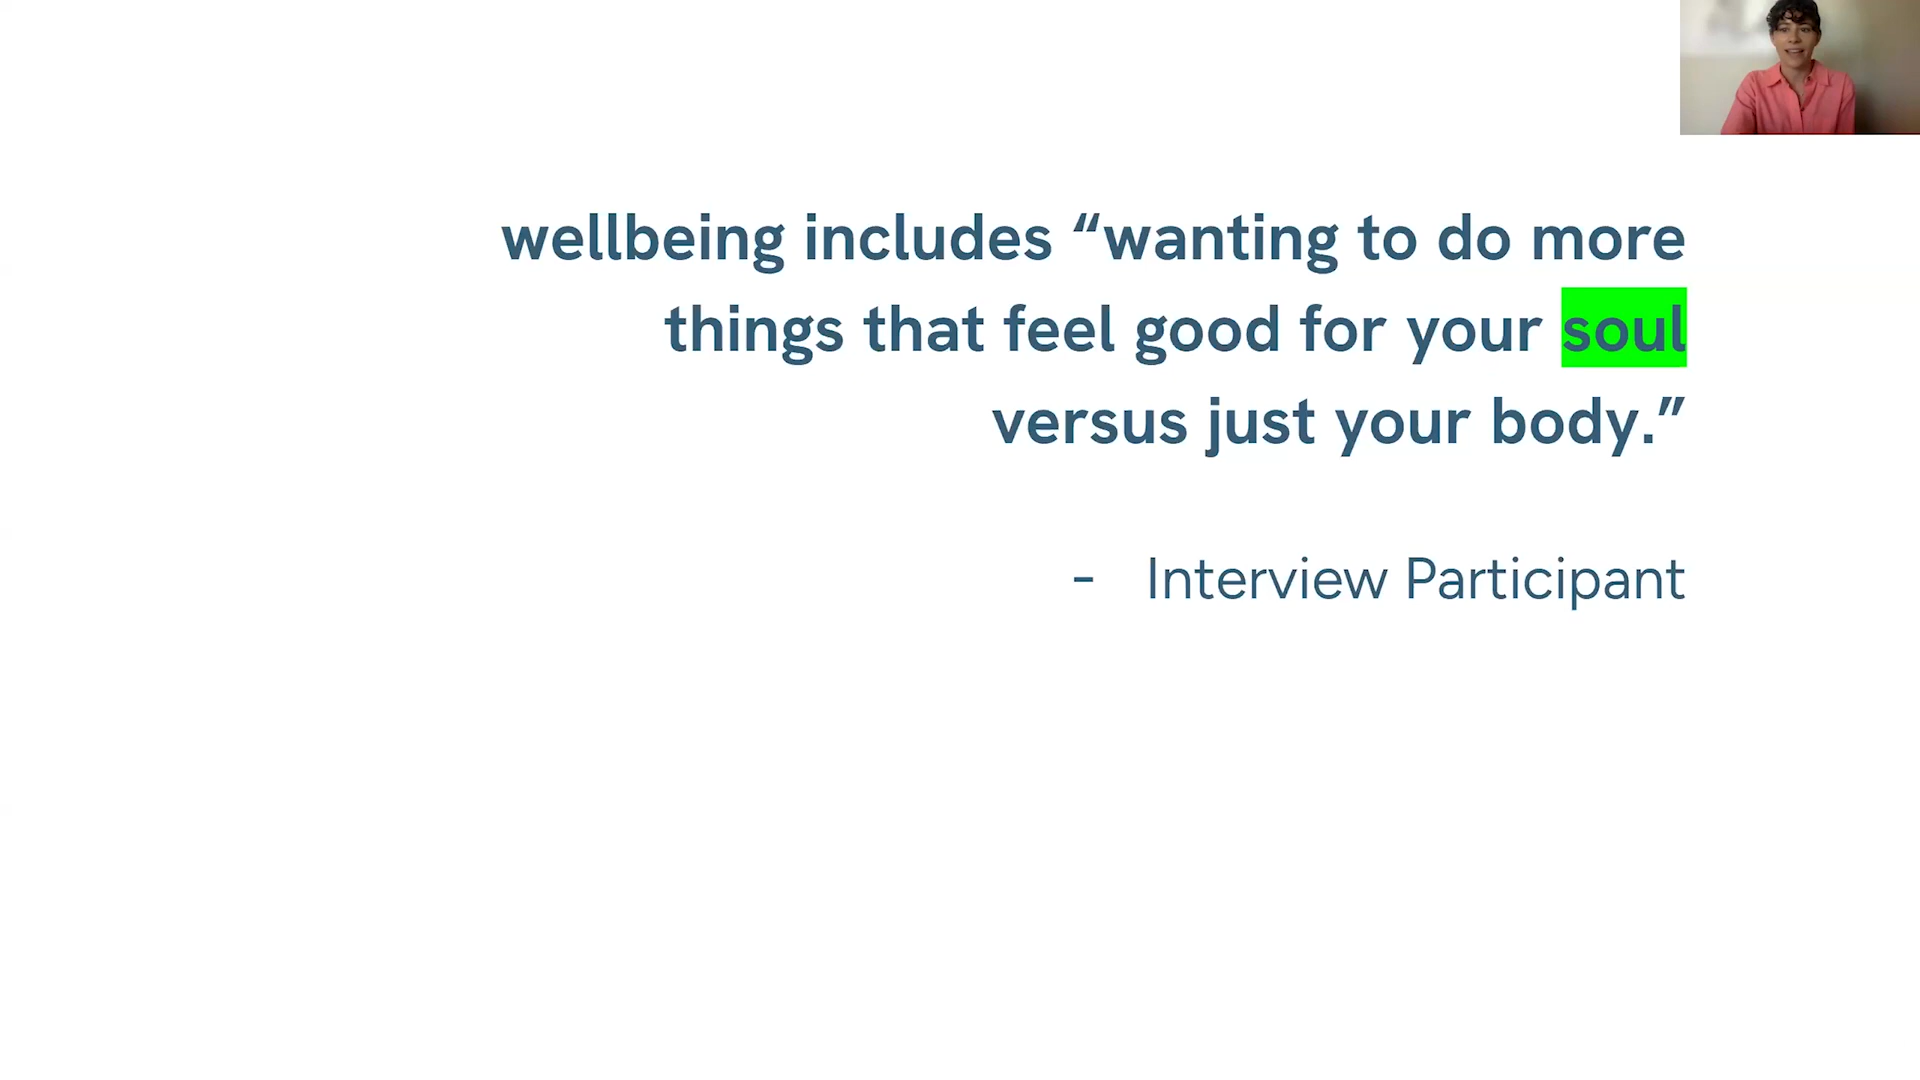 wellbeing includes “wanting to do more
things that feel good for your soul
versus just your body.”
- Interview Participant